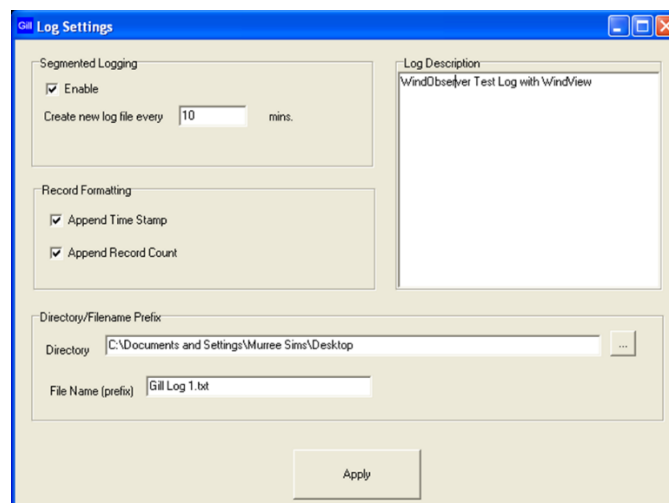 Gill Log Settings
Segmented Logging
Enable
Create new log file every 10 mins.
Record Formatting
Append Time Stamp
Append Record Count
Log Description
WindObserver Test Log with WindView
Directory/Filename Prefix
Directory C:\Documents and Settings\Murree Sims\Desktop ...
File Name (prefix) Gill Log 1.txt
Apply